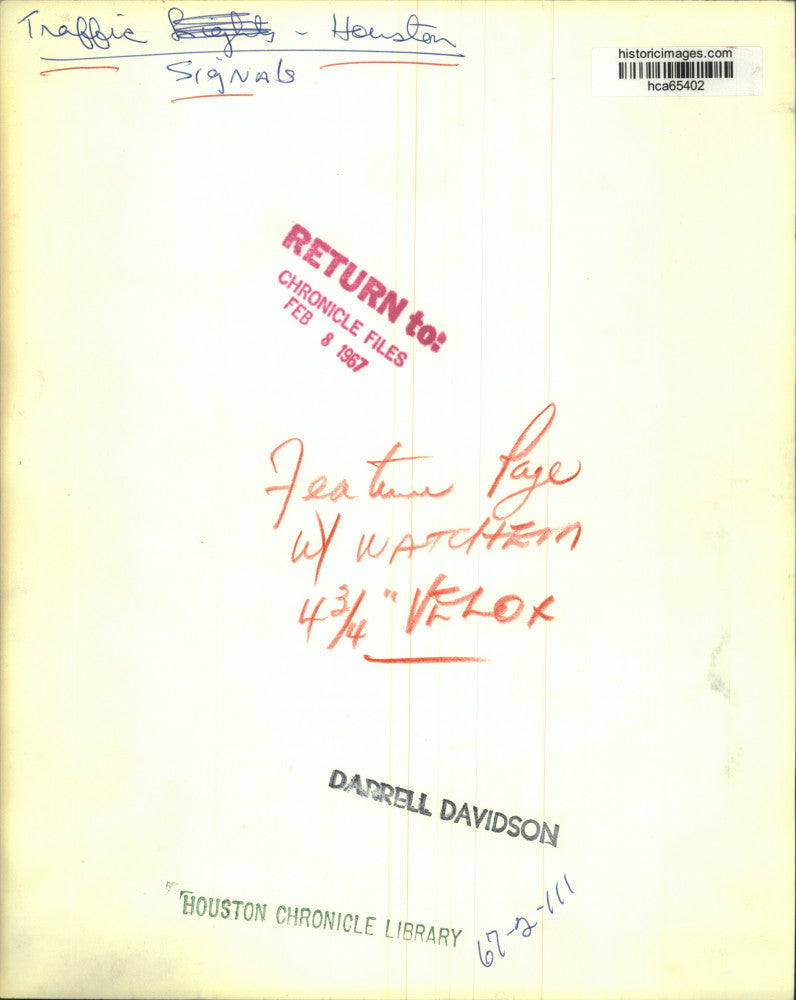 Traffic Lights - Houston
Signals
historicimages.com
hca65402
RETURN to:
CHRONICLE FILES
FEB 8 1967
Feature Page
w/ WATCHEM
4 3/4" VELOX
DARRELL DAVIDSON
HOUSTON CHRONICLE LIBRARY
67-2-111